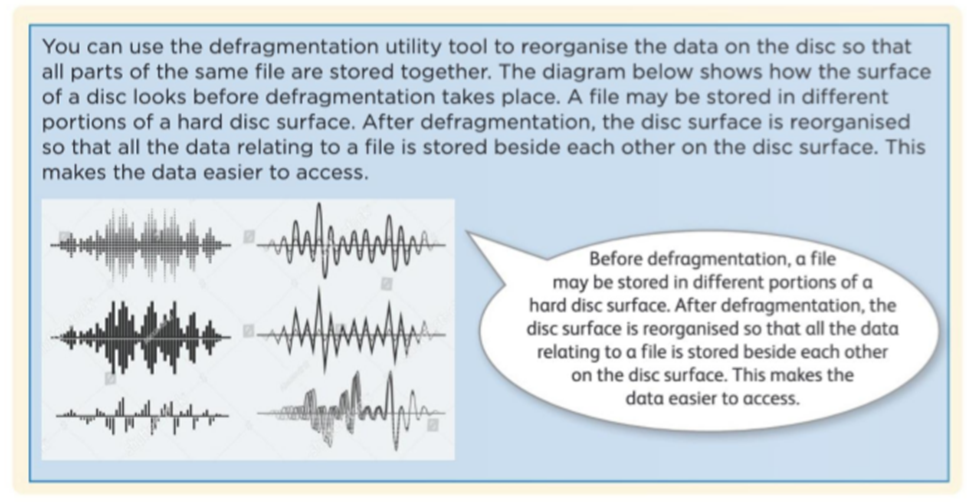 You can use the defragmentation utility tool to reorganise the data on the disc so that
all parts of the same file are stored together. The diagram below shows how the surface
of a disc looks before defragmentation takes place. A file may be stored in different
portions of a hard disc surface. After defragmentation, the disc surface is reorganised
so that all the data relating to a file is stored beside each other on the disc surface. This
makes the data easier to access.
Before defragmentation, a file
may be stored in different portions of a
hard disc surface. After defragmentation, the
disc surface is reorganised so that all the data
relating to a file is stored beside each other
on the disc surface. This makes the
data easier to access.